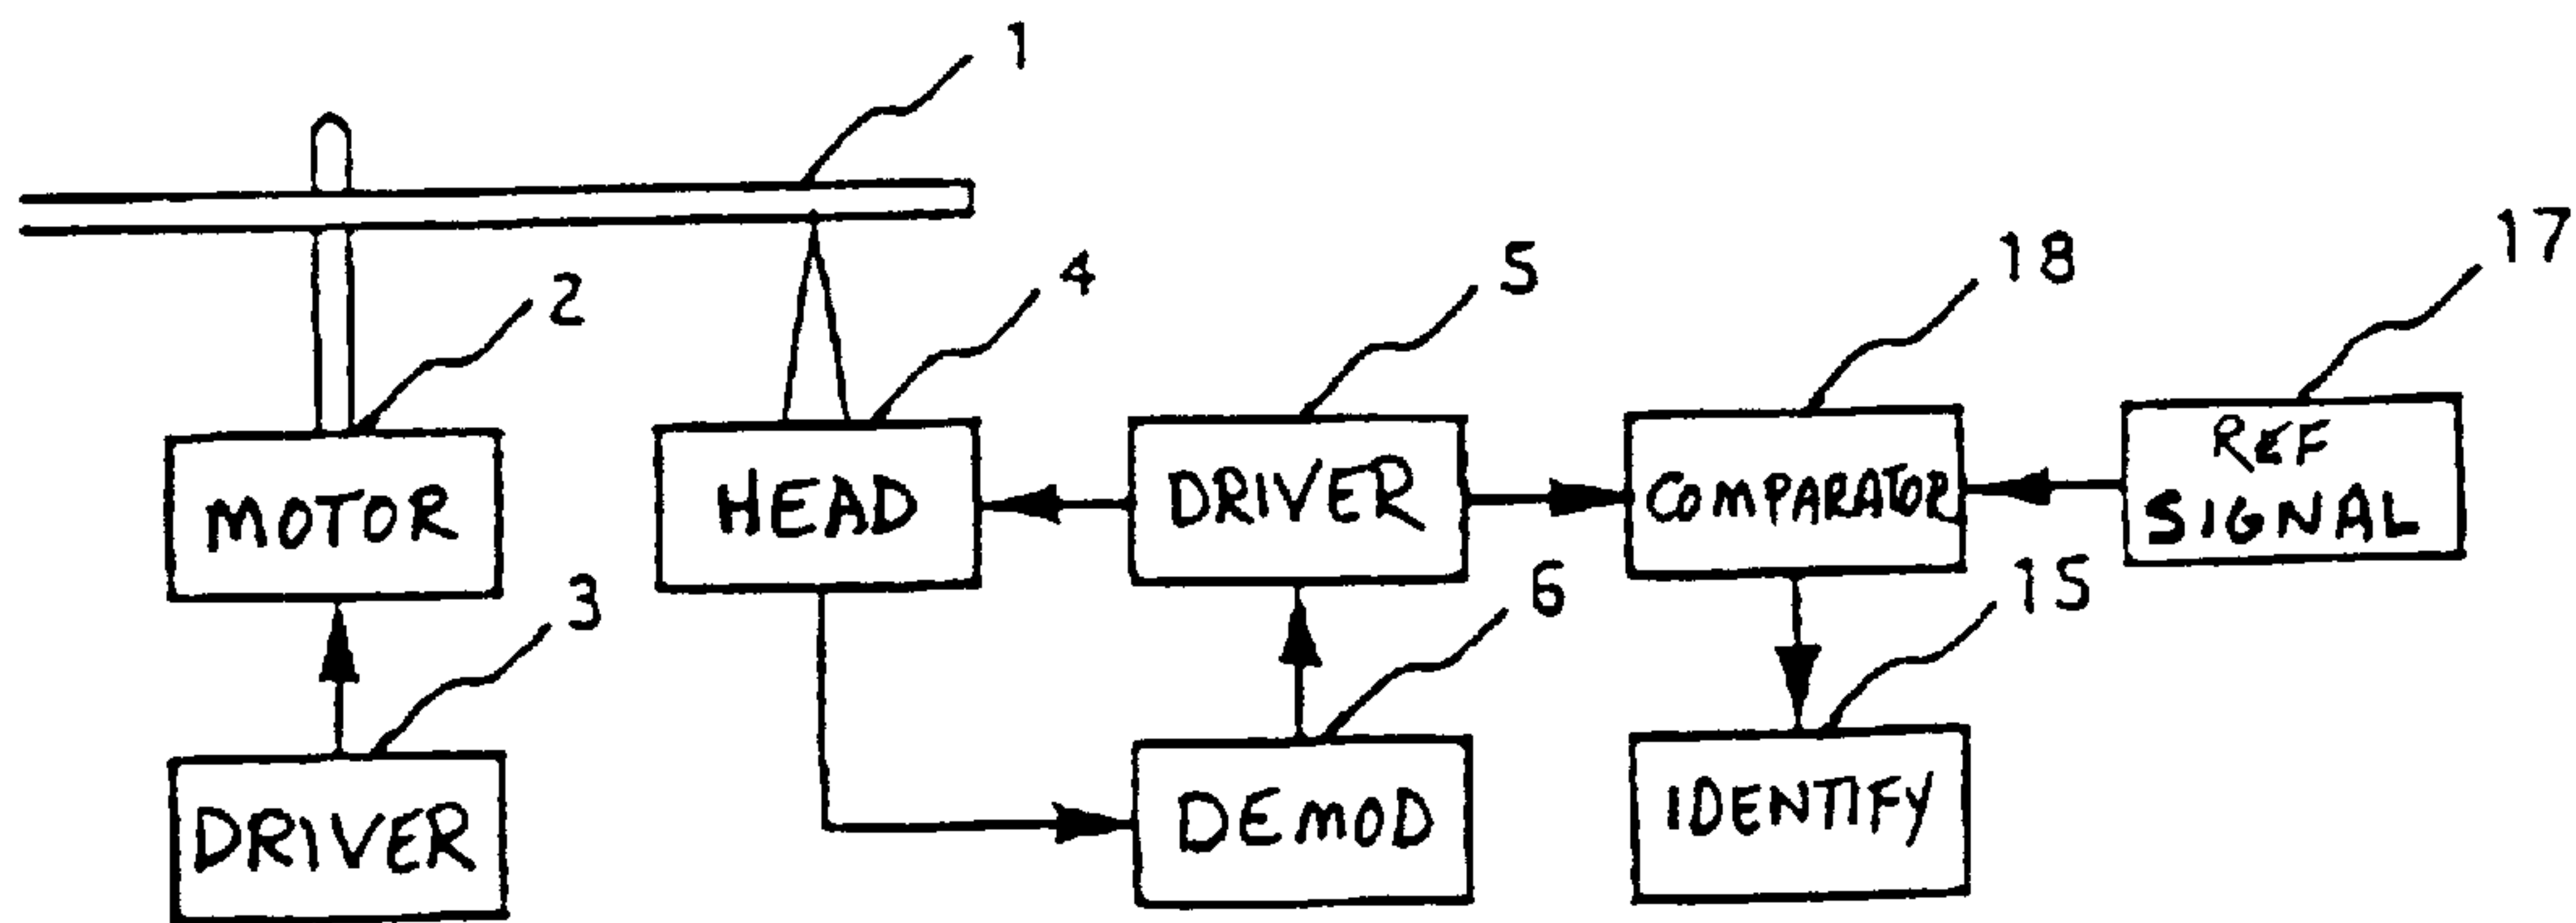 1
2
4
5
18
17
MOTOR
HEAD
DRIVER
COMPARATOR
REF
SIGNAL
3
6
15
DRIVER
DEMOD
IDENTIFY